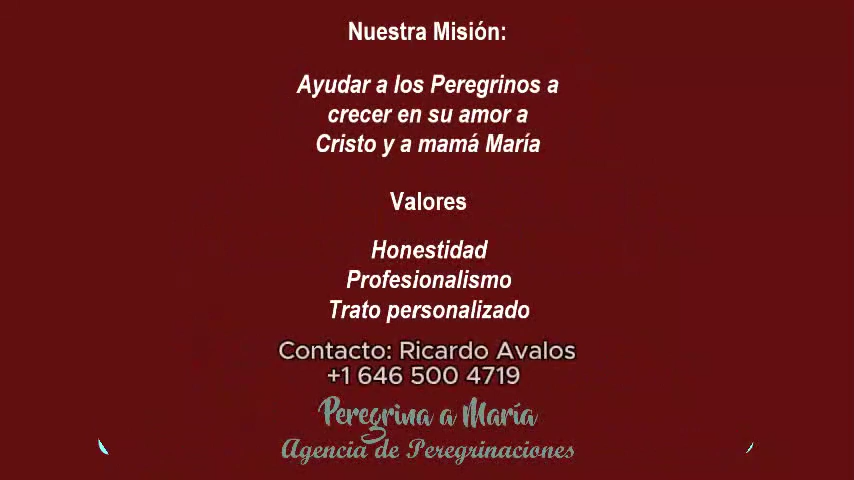 Nuestra Misión:
Ayudar a los Peregrinos a
crecer en su amor a
Cristo y a mamá María
Valores
Honestidad
Profesionalismo
Trato personalizado
Contacto: Ricardo Avalos
+1 646 500 4719
Peregrina a María
Agencia de Peregrinaciones